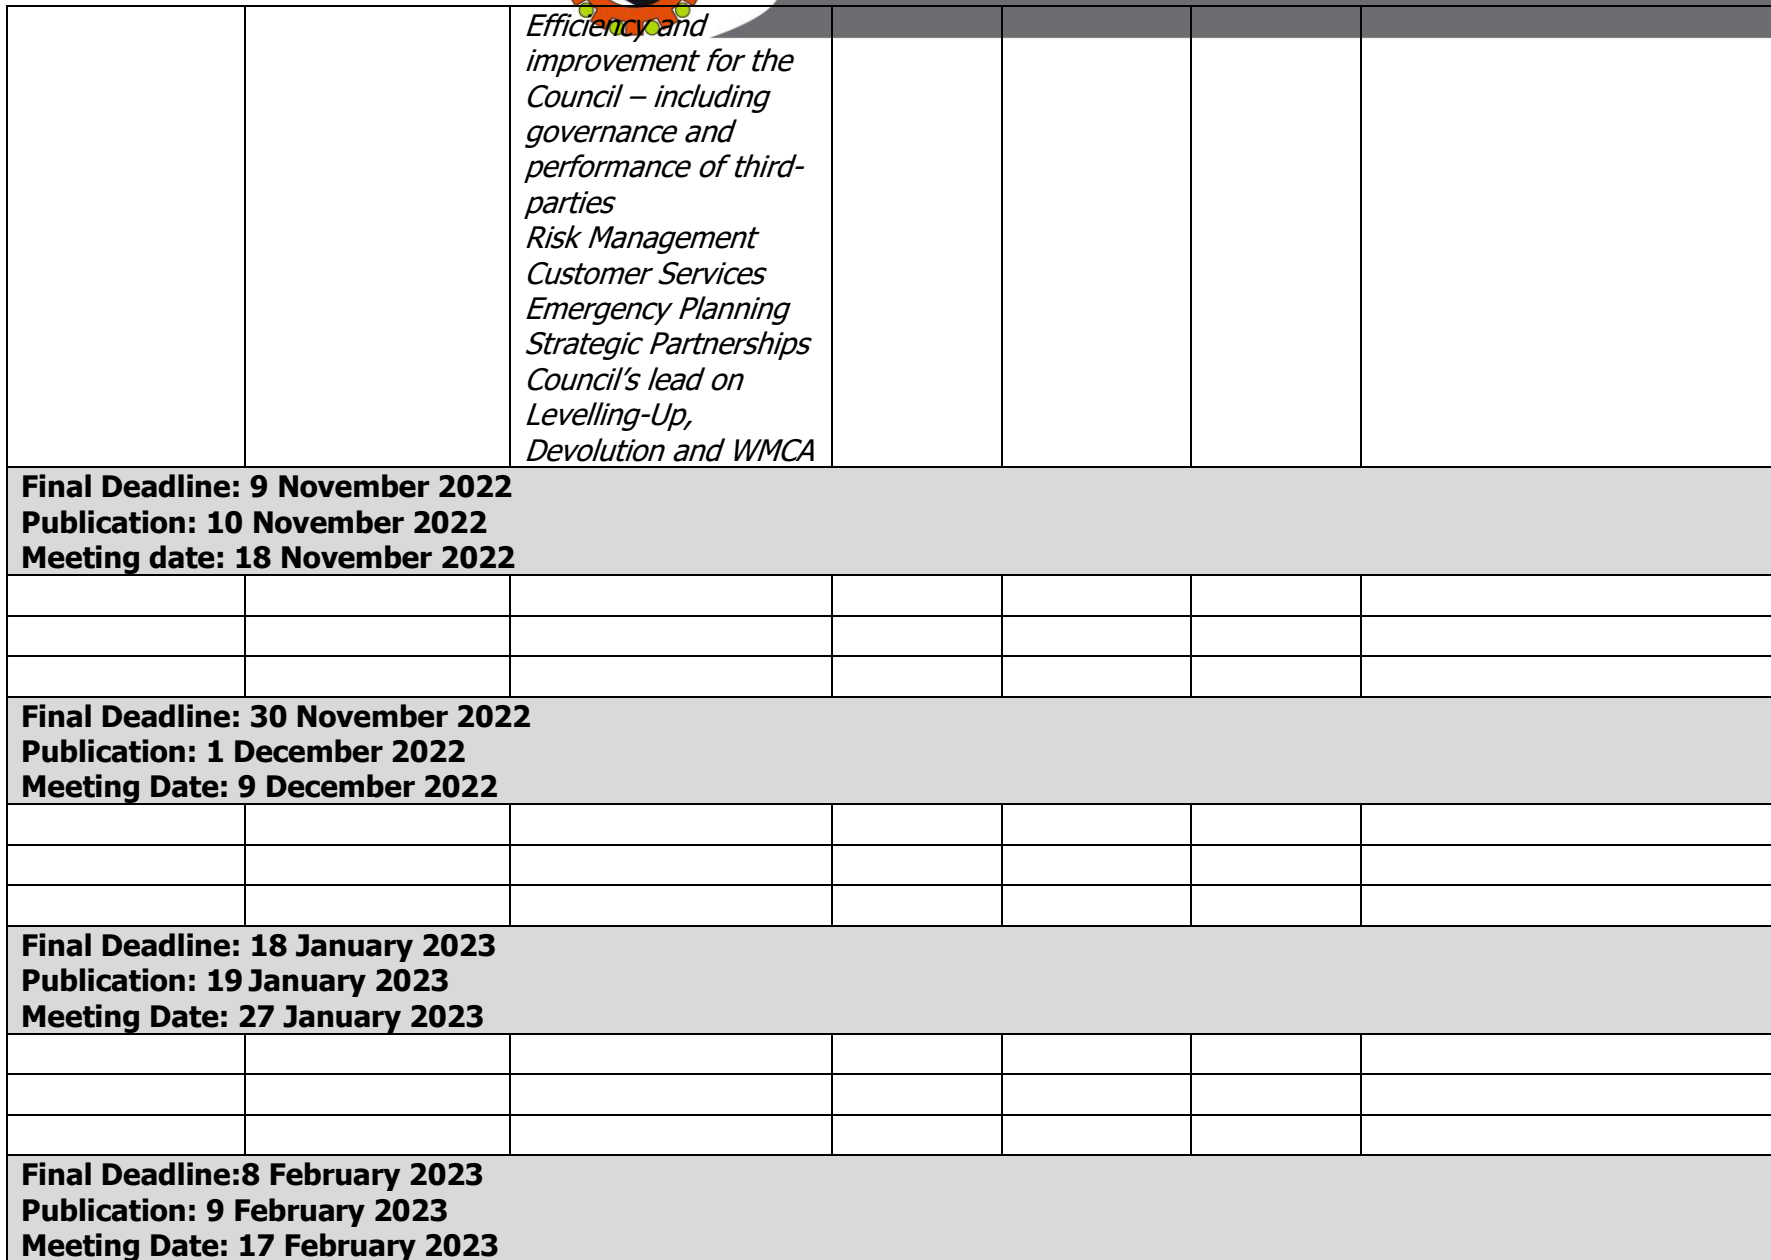 Efficiency and
improvement for the
Council – including
governance and
performance of third-
parties
Risk Management
Customer Services
Emergency Planning
Strategic Partnerships
Council’s lead on
Levelling-Up,
Devolution and WMCA
Final Deadline: 9 November 2022
Publication: 10 November 2022
Meeting date: 18 November 2022
Final Deadline: 30 November 2022
Publication: 1 December 2022
Meeting Date: 9 December 2022
Final Deadline: 18 January 2023
Publication: 19 January 2023
Meeting Date: 27 January 2023
Final Deadline:8 February 2023
Publication: 9 February 2023
Meeting Date: 17 February 2023